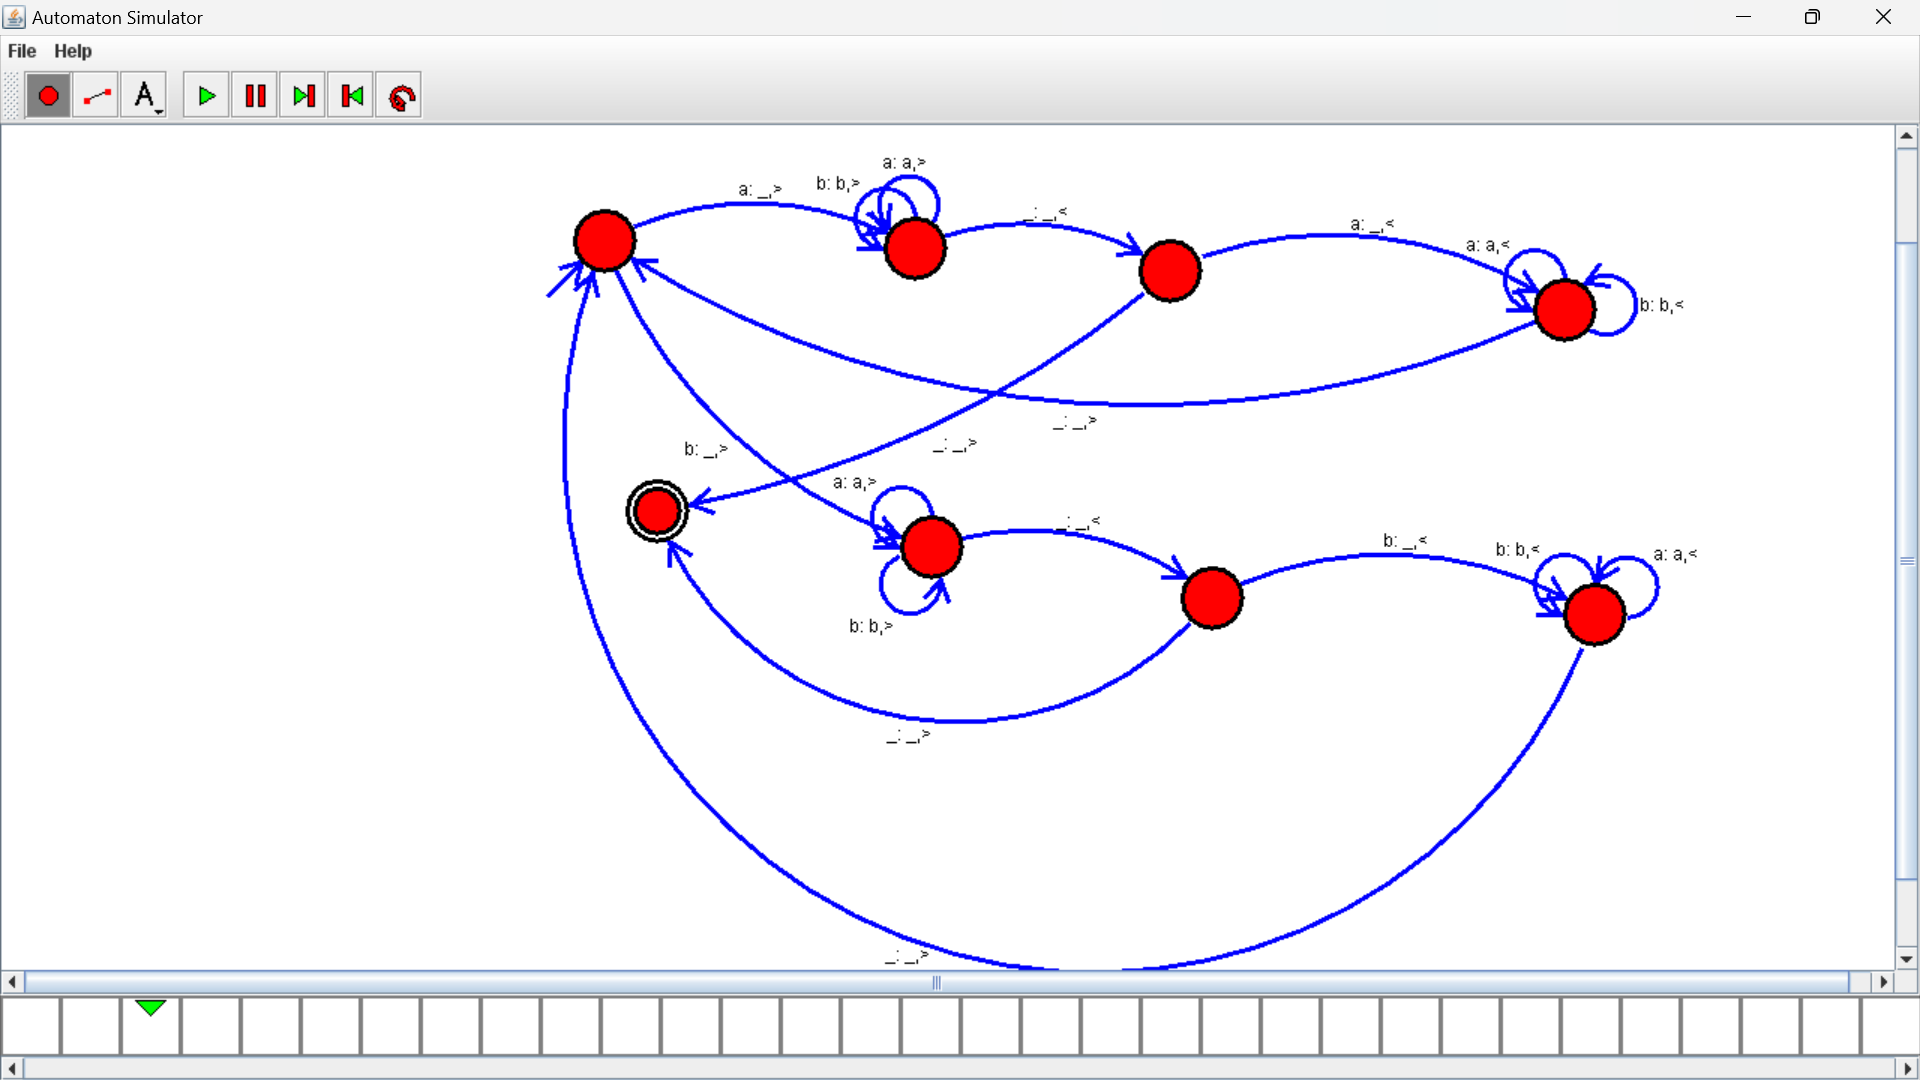 Automaton Simulator
File Help
A
a: a,>
b: b,>
a: _,>
_: _,<
a: _,<
a: a,<
b: b,<
_: _,>
_: _,>
b: _,>
a: a,>
_: _,<
b: _,<
b: b,<
a: a,<
b: b,>
_: _,>
_: _,>